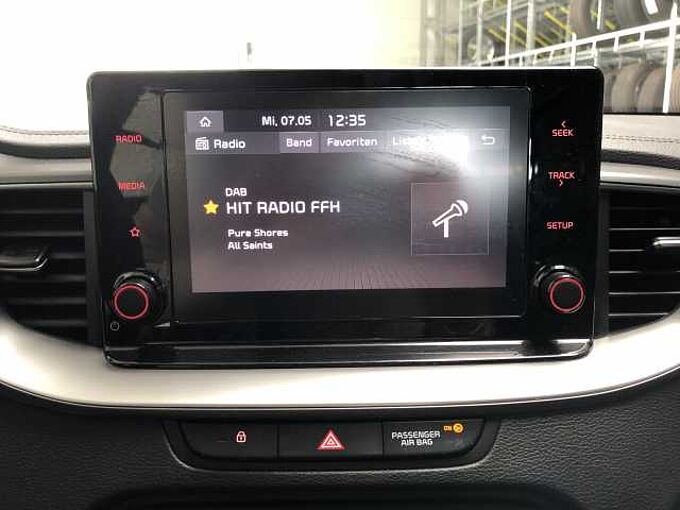 Mi, 07.05 12:35
RADIO
Radio Band Favoriten
SEEK
MEDIA
DAB
HIT RADIO FFH
TRACK
Pure Shores
All Saints
SETUP
PASSENGER
AIR BAG
ON